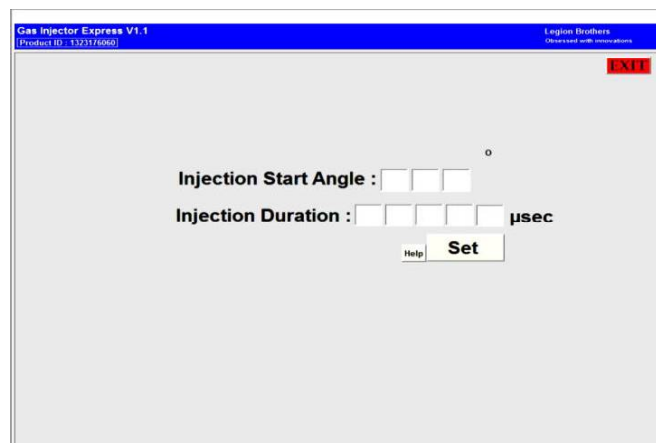 Gas Injector Express V1.1
Product ID : 1323176060
Legion Brothers
Obsessed with innovations
EXIT
o
Injection Start Angle :
Injection Duration : µsec
Help Set